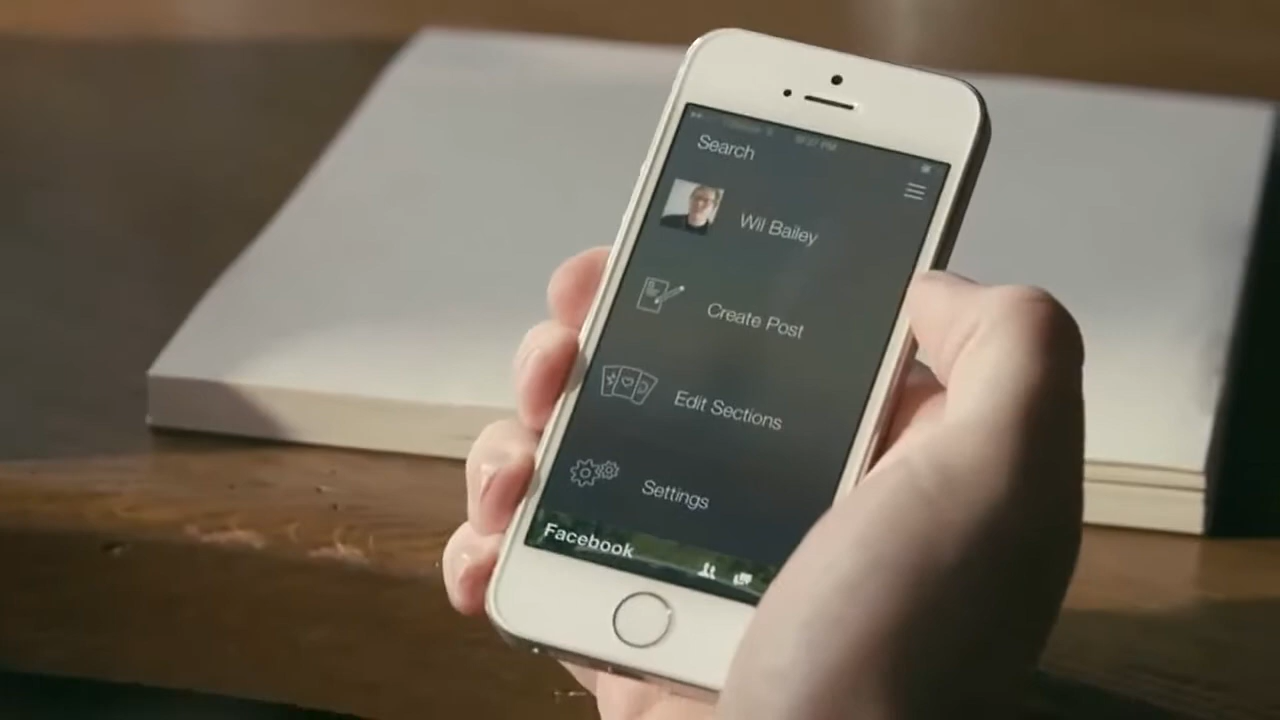 Search
Wil Bailey
Create Post
Edit Sections
Settings
Facebook